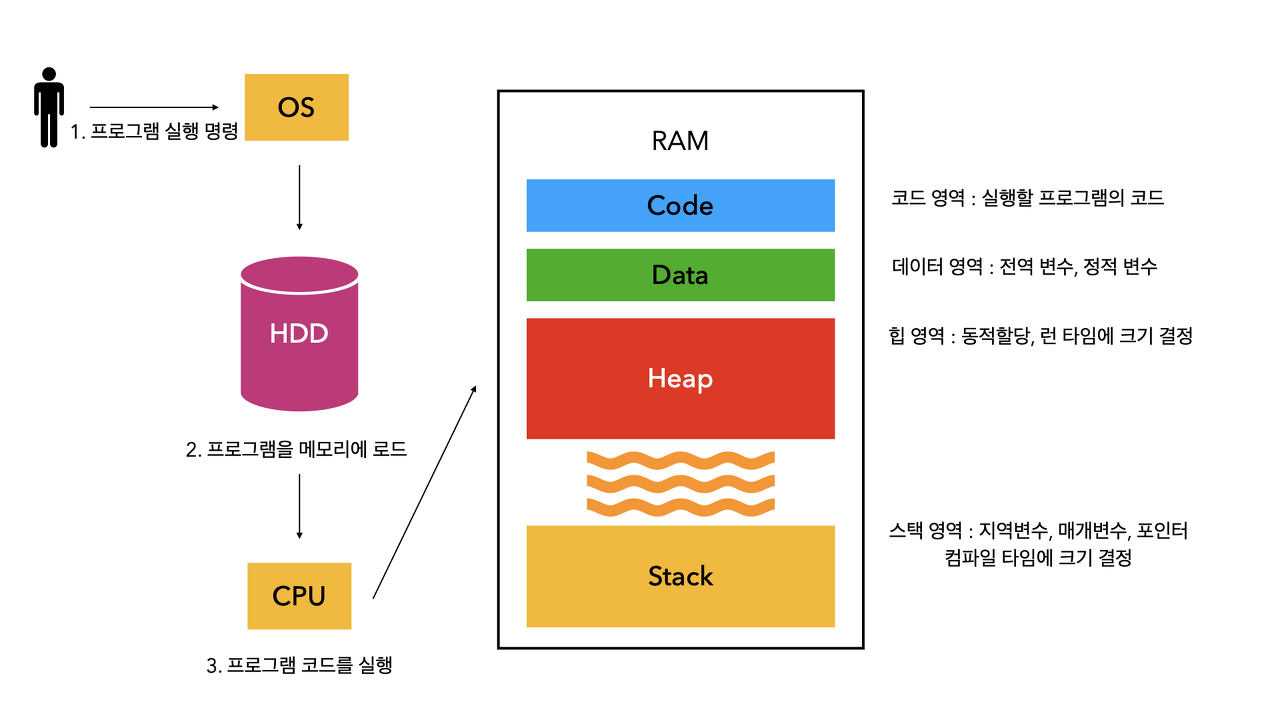 OS
1. 프로그램 실행 명령
HDD
2. 프로그램을 메모리에 로드
CPU
3. 프로그램 코드를 실행
RAM
Code
코드 영역 : 실행할 프로그램의 코드
Data
데이터 영역 : 전역 변수, 정적 변수
Heap
힙 영역 : 동적할당, 런 타임에 크기 결정
Stack
스택 영역 : 지역변수, 매개변수, 포인터
컴파일 타임에 크기 결정